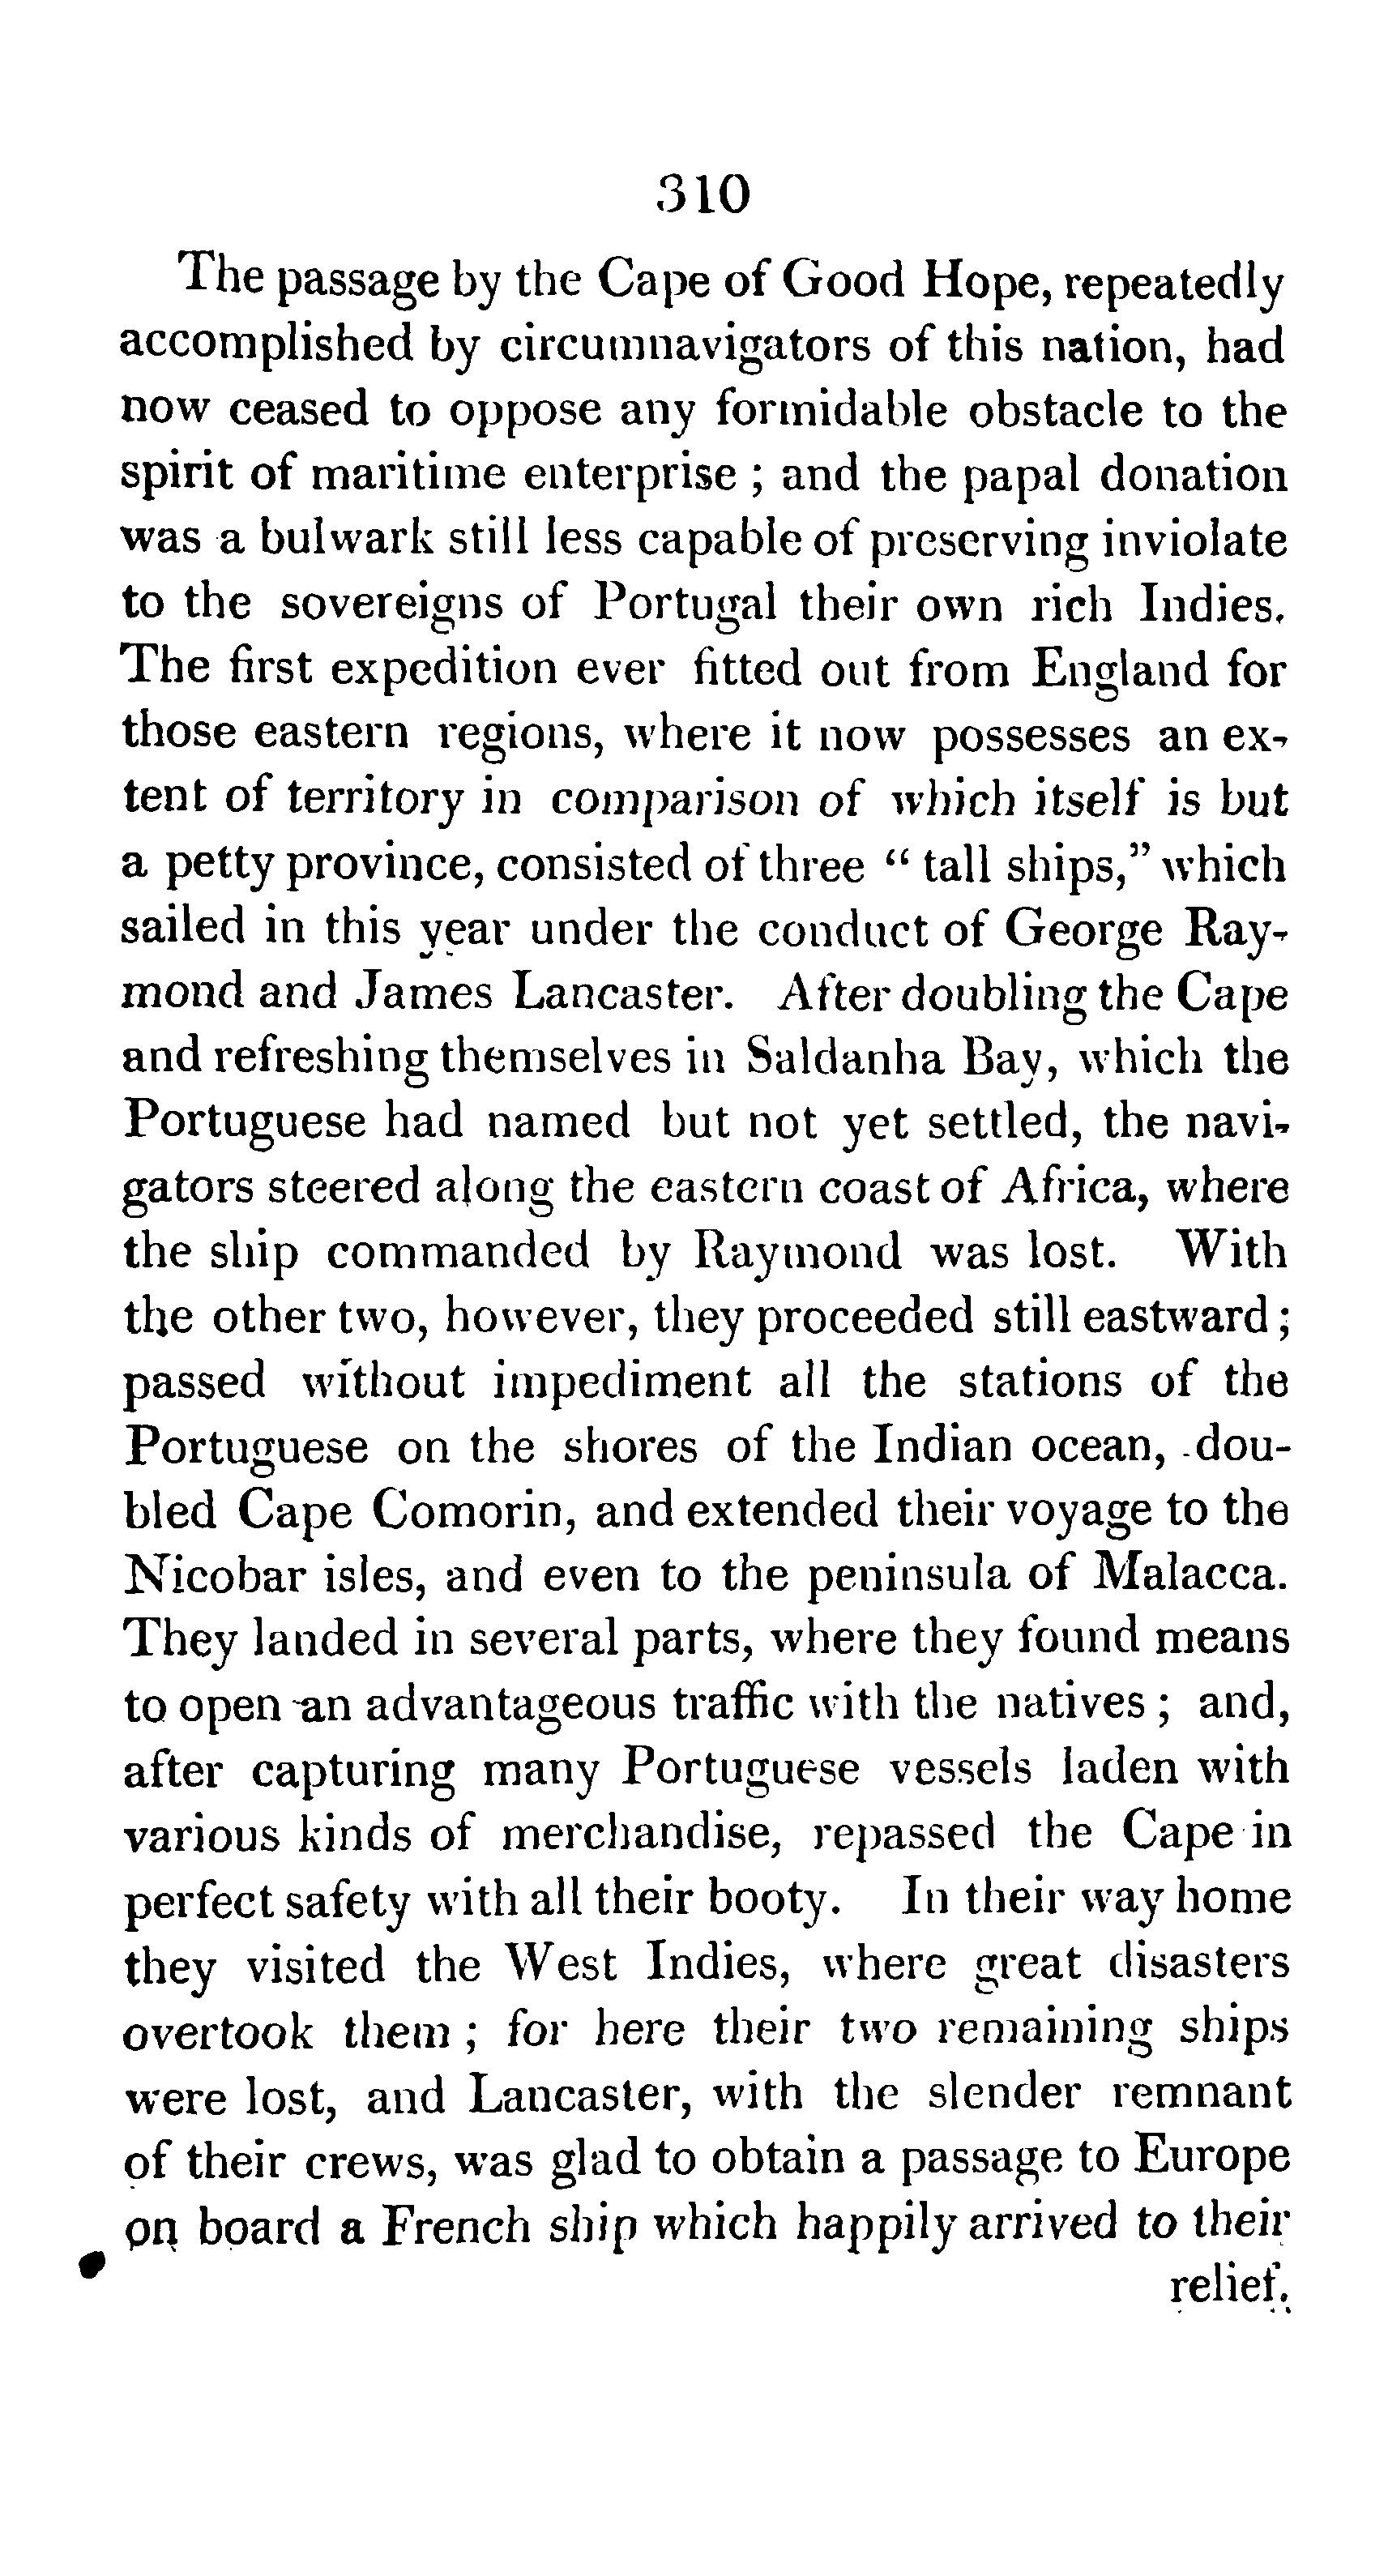 310
The passage by the Cape of Good Hope, repeatedly
accomplished by circumnavigators of this nation, had
now ceased to oppose any formidable obstacle to the
spirit of maritime enterprise ; and the papal donation
was a bulwark still less capable of preserving inviolate
to the sovereigns of Portugal their own rich Indies.
The first expedition ever fitted out from England for
those eastern regions, where it now possesses an ex-
tent of territory in comparison of which itself is but
a petty province, consisted of three “ tall ships,” which
sailed in this year under the conduct of George Ray-
mond and James Lancaster. After doubling the Cape
and refreshing themselves in Saldanha Bay, which the
Portuguese had named but not yet settled, the navi-
gators steered along the eastern coast of Africa, where
the ship commanded by Raymond was lost. With
the other two, however, they proceeded still eastward ;
passed without impediment all the stations of the
Portuguese on the shores of the Indian ocean, dou-
bled Cape Comorin, and extended their voyage to the
Nicobar isles, and even to the peninsula of Malacca.
They landed in several parts, where they found means
to open an advantageous traffic with the natives ; and,
after capturing many Portuguese vessels laden with
various kinds of merchandise, repassed the Cape in
perfect safety with all their booty. In their way home
they visited the West Indies, where great disasters
overtook them ; for here their two remaining ships
were lost, and Lancaster, with the slender remnant
of their crews, was glad to obtain a passage to Europe
on board a French ship which happily arrived to their
relief.